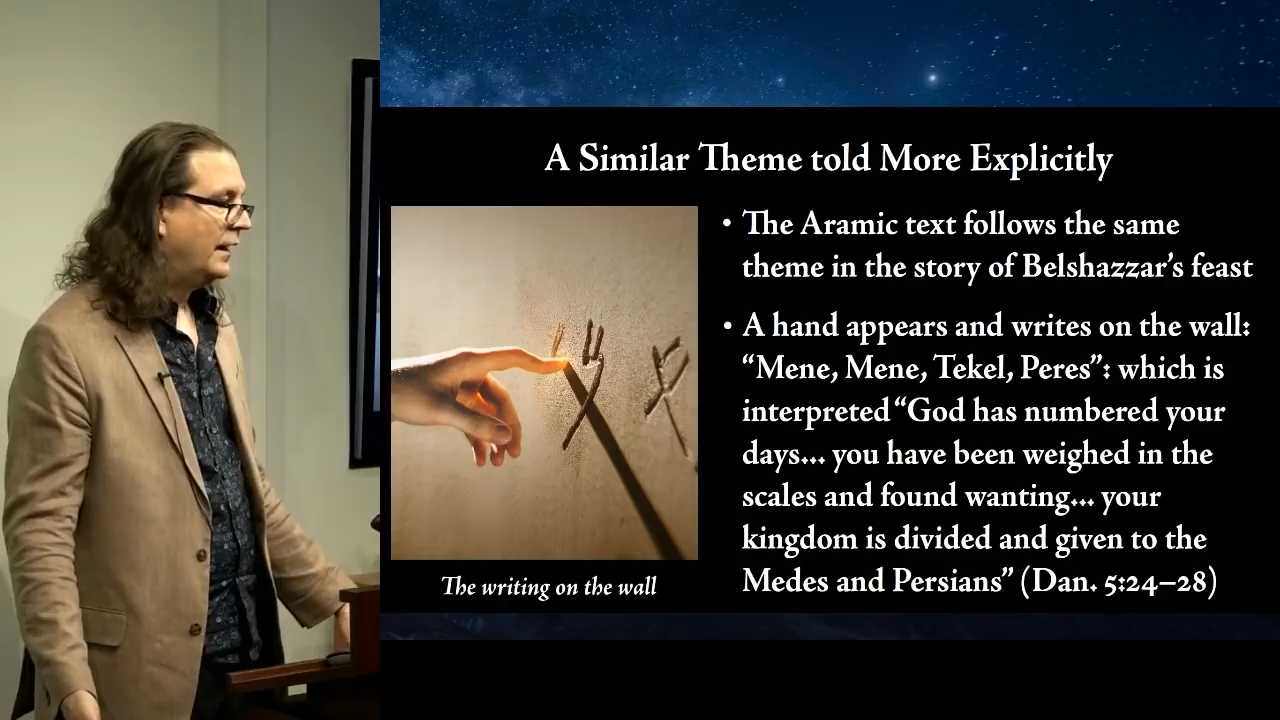 A Similar Theme told More Explicitly
• The Aramic text follows the same
theme in the story of Belshazzar's feast
• A hand appears and writes on the wall:
“Mene, Mene, Tekel, Peres”: which is
interpreted “God has numbered your
days... you have been weighed in the
scales and found wanting... your
kingdom is divided and given to the
Medes and Persians” (Dan. 5:24–28)
The writing on the wall